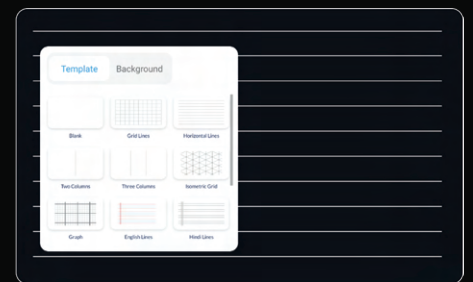 Template Background
Blank Grid Lines Horizontal Lines
Two Columns Three Columns Isometric Grid
Graph English Lines Hindi Lines